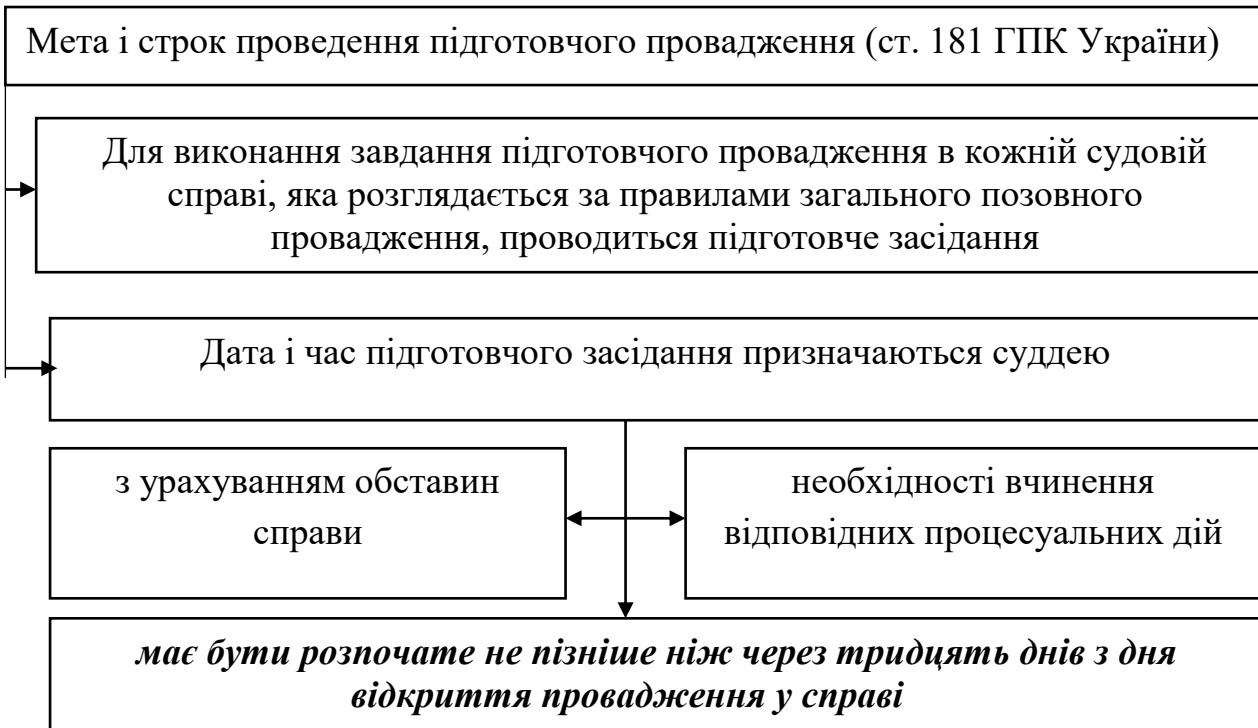 Мета і строк проведення підготовчого провадження (ст. 181 ГПК України)
Для виконання завдання підготовчого провадження в кожній судовій
справі, яка розглядається за правилами загального позовного
провадження, проводиться підготовче засідання
Дата і час підготовчого засідання призначаються суддею
з урахуванням обставин
справи
необхідності вчинення
відповідних процесуальних дій
має бути розпочате не пізніше ніж через тридцять днів з дня
відкриття провадження у справі